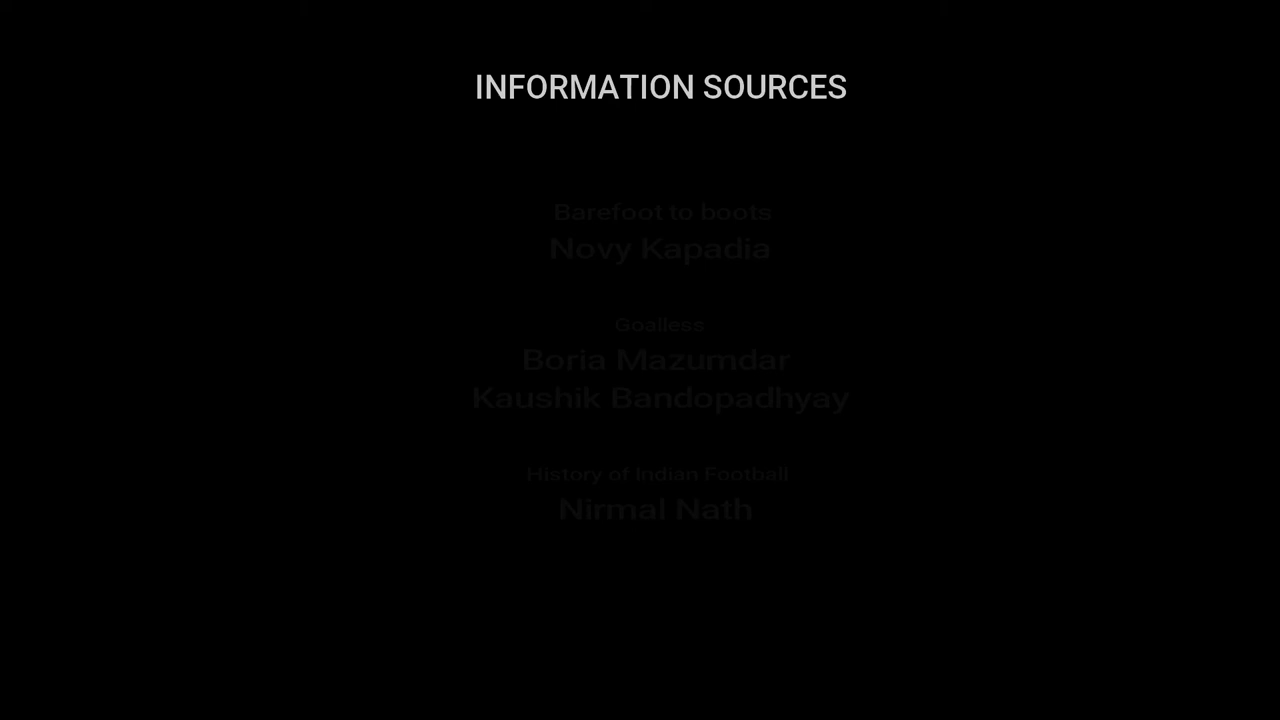 INFORMATION SOURCES
Barefoot to boots
Novy Kapadia
Goalless
Boria Mazumdar
Kaushik Bandopadhyay
History of Indian Football
Nirmal Nath